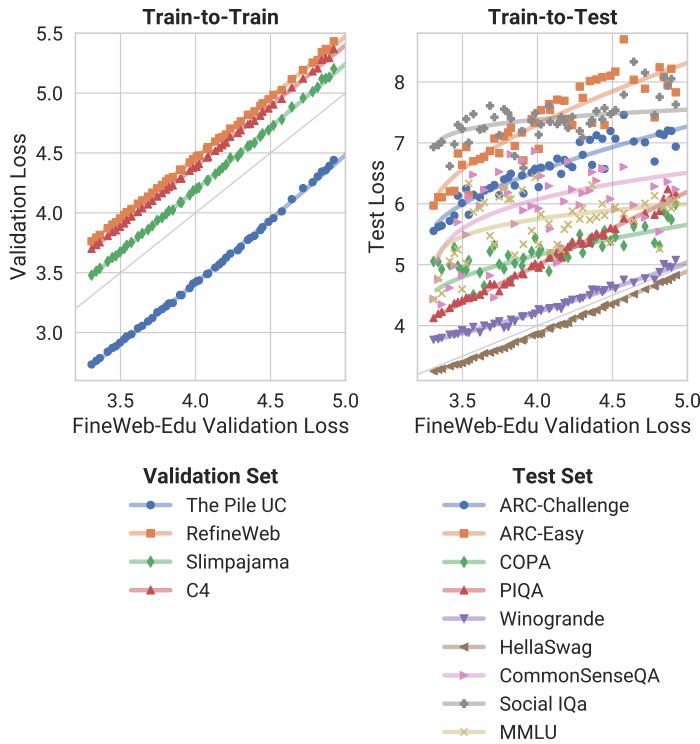 Train-to-Train
Validation Loss
5.5
5.0
4.5
4.0
3.5
3.0
3.5
4.0
4.5
5.0
FineWeb-Edu Validation Loss
Train-to-Test
Test Loss
8
7
6
5
4
3.5
4.0
4.5
5.0
FineWeb-Edu Validation Loss
Validation Set
The Pile UC
RefineWeb
Slimpajama
C4
Test Set
ARC-Challenge
ARC-Easy
COPA
PIQA
Winogrande
HellaSwag
CommonSenseQA
Social IQa
MMLU